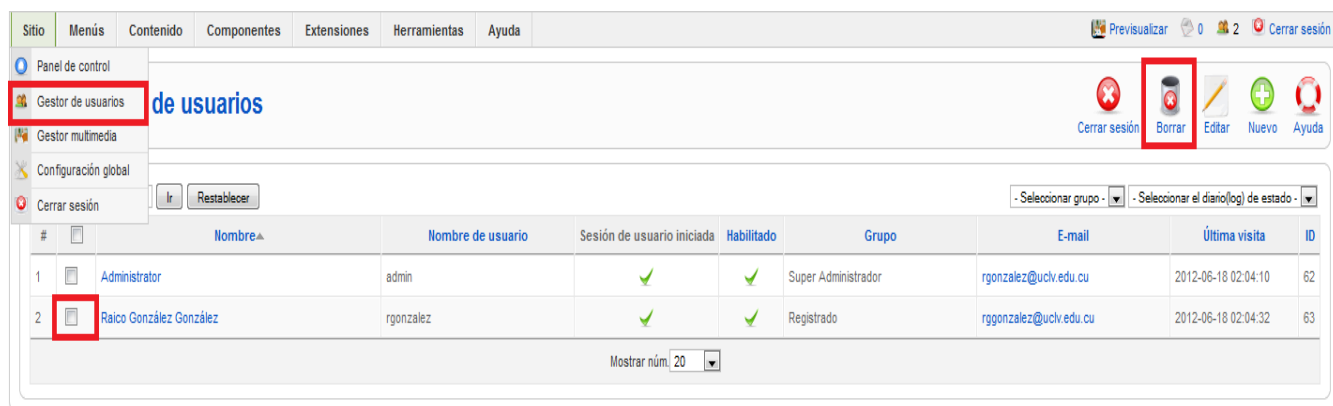 Sitio Menús Contenido Componentes Extensiones Herramientas Ayuda Previsualizar 0 2 Cerrar sesión
Panel de control
Gestor de usuarios
Gestor multimedia
Configuración global
Cerrar sesión
de usuarios
Cerrar sesión Borrar Editar Nuevo Ayuda
Ir Restablecer - Seleccionar grupo - - Seleccionar el diario(log) de estado -
# Nombre Nombre de usuario Sesión de usuario iniciada Habilitado Grupo E-mail Última visita ID
1 Administrator admin Super Administrador rgonzalez@uclv.edu.cu 2012-06-18 02:04:10 62
2 Raico González González rgonzalez Registrado rggonzalez@uclv.edu.cu 2012-06-18 02:04:32 63
Mostrar núm. 20